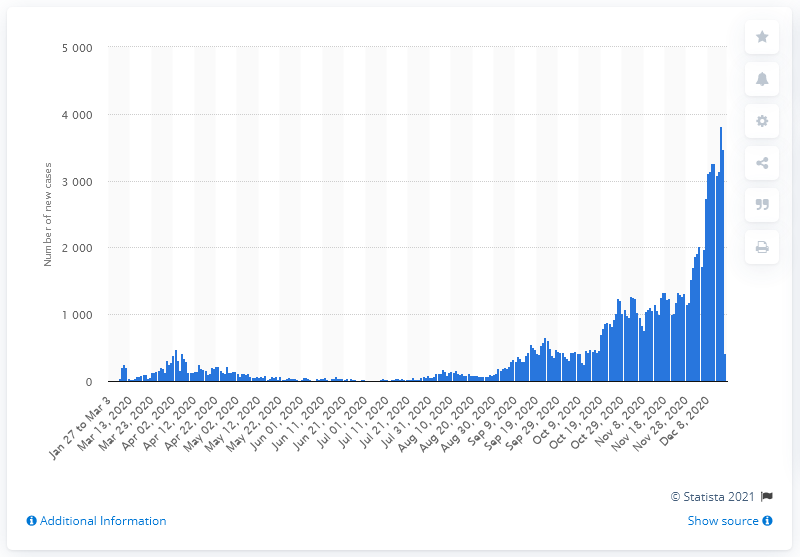 5 000
4 000
3 000
2 000
1 000
0
Number of new cases
Jan 27 to Mar 3
Mar 13, 2020
Mar 23, 2020
Apr 02, 2020
Apr 12, 2020
Apr 22, 2020
May 02, 2020
May 12, 2020
May 22, 2020
Jun 01, 2020
Jun 11, 2020
Jun 21, 2020
Jul 01, 2020
Jul 11, 2020
Jul 21, 2020
Jul 31, 2020
Aug 10, 2020
Aug 20, 2020
Aug 30, 2020
Sep 9, 2020
Sep 19, 2020
Sep 29, 2020
Oct 9, 2020
Oct 19, 2020
Oct 29, 2020
Nov 8, 2020
Nov 18, 2020
Nov 28, 2020
Dec 8, 2020
© Statista 2021
Additional Information
Show source